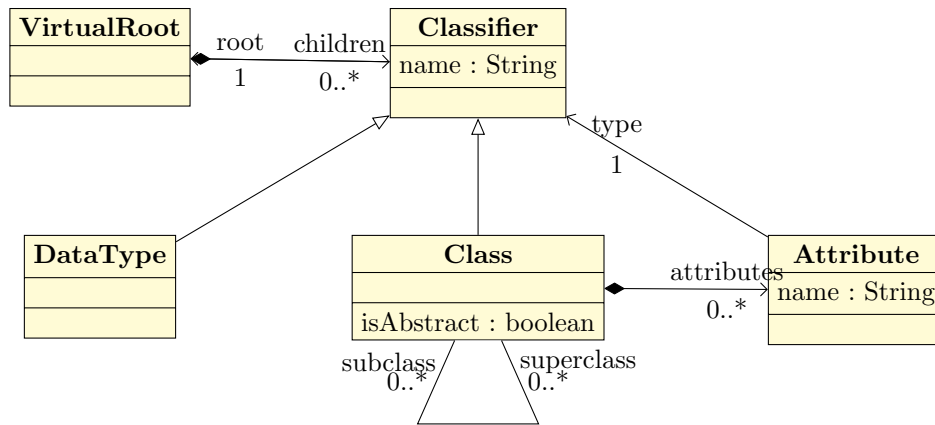 VirtualRoot
root
1
children
0..*
Classifier
name : String
type
1
DataType
Class
isAbstract : boolean
attributes
0..*
Attribute
name : String
subclass
0..*
superclass
0..*